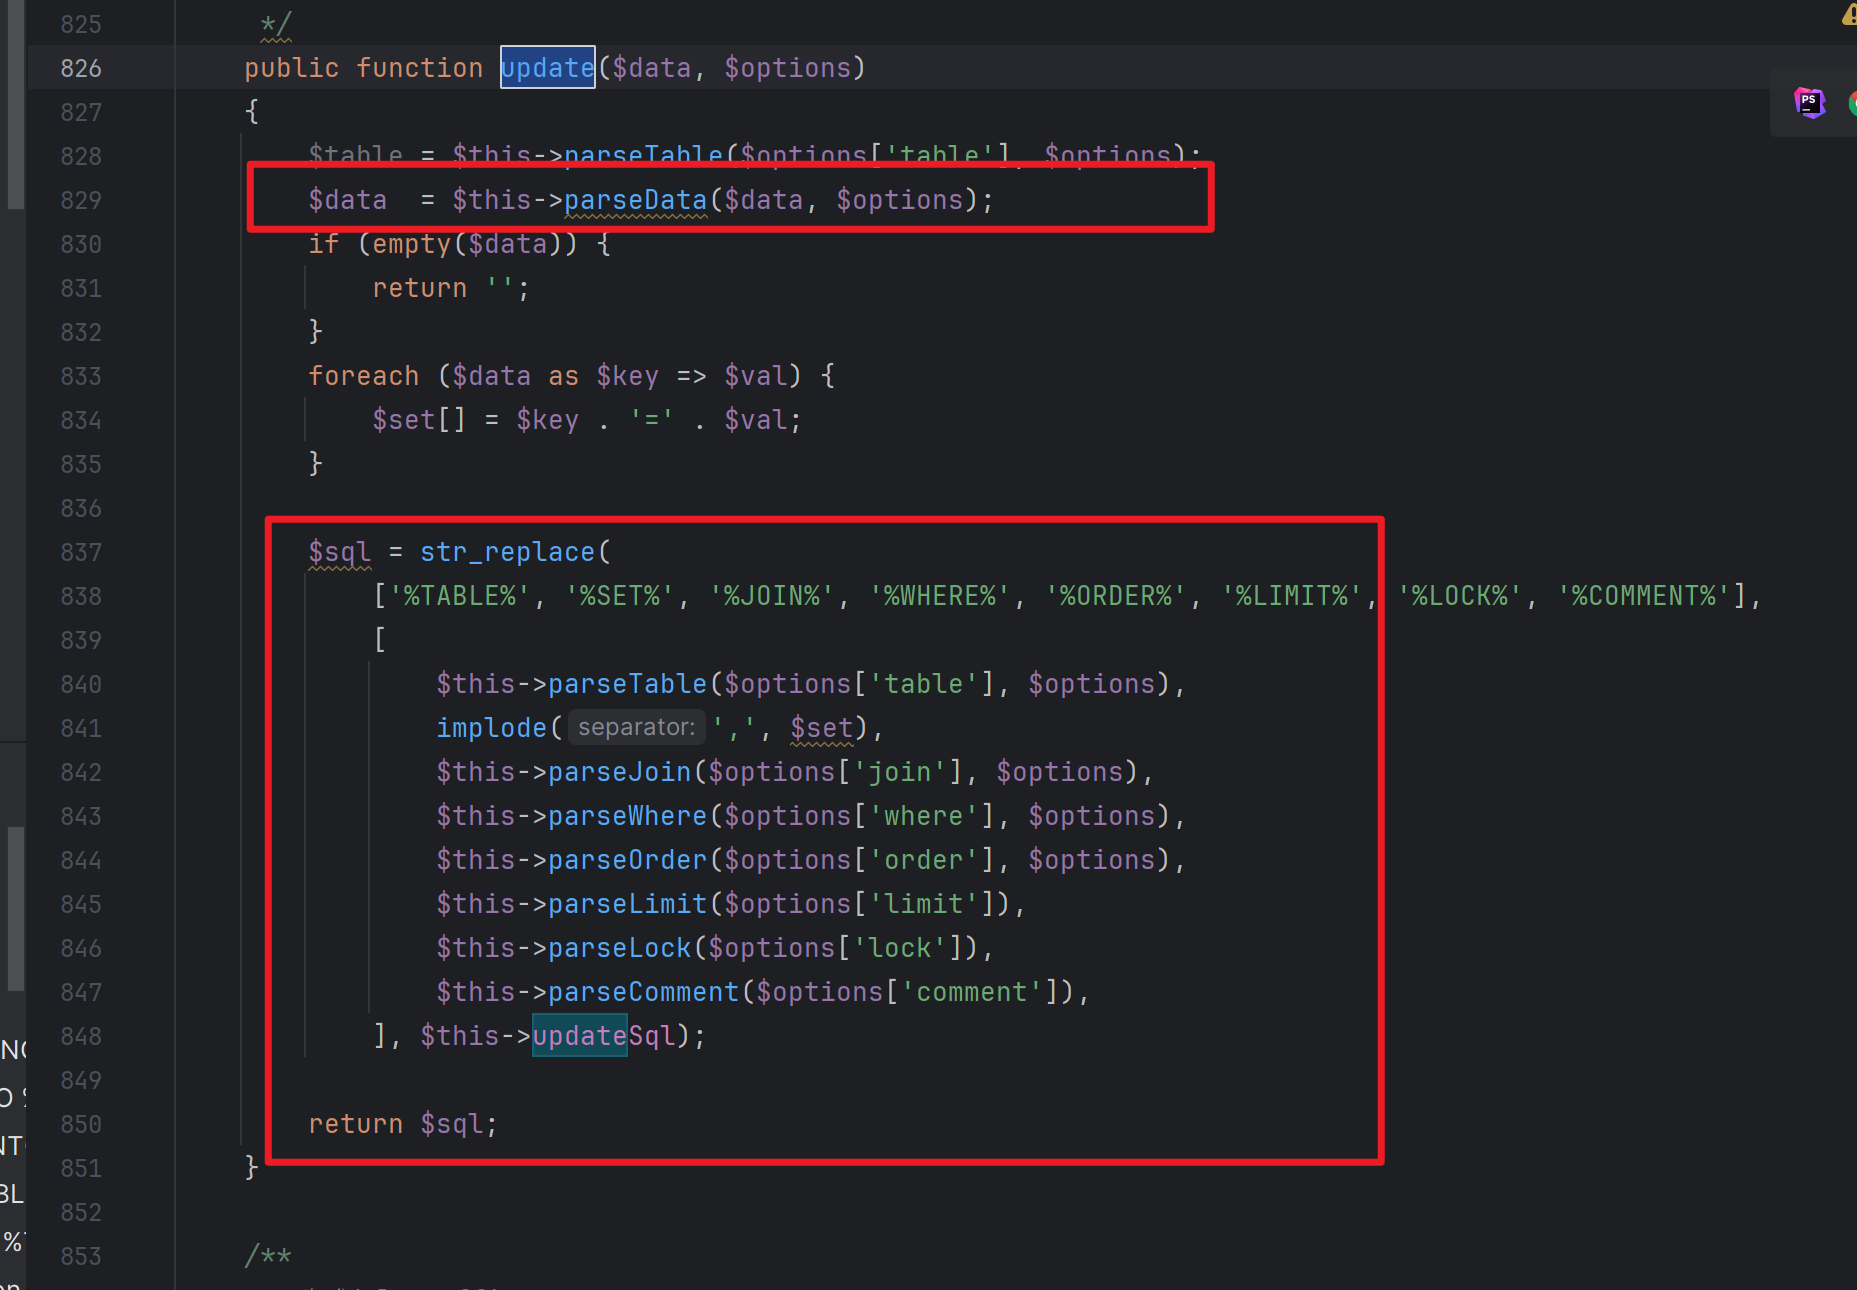 825 */
826 public function update($data, $options)
827 {
828 $table = $this->parseTable($options['table'], $options);
829 $data  = $this->parseData($data, $options);
830 if (empty($data)) {
831 return '';
832 }
833 foreach ($data as $key => $val) {
834 $set[] = $key . '=' . $val;
835 }
836
837 $sql = str_replace(
838 ['%TABLE%', '%SET%', '%JOIN%', '%WHERE%', '%ORDER%', '%LIMIT%', '%LOCK%', '%COMMENT%'],
839 [
840 $this->parseTable($options['table'], $options),
841 implode( separator: ',', $set),
842 $this->parseJoin($options['join'], $options),
843 $this->parseWhere($options['where'], $options),
844 $this->parseOrder($options['order'], $options),
845 $this->parseLimit($options['limit']),
846 $this->parseLock($options['lock']),
847 $this->parseComment($options['comment']),
848 ], $this->updateSql);
849
850 return $sql;
851 }
852
853 /**
PS